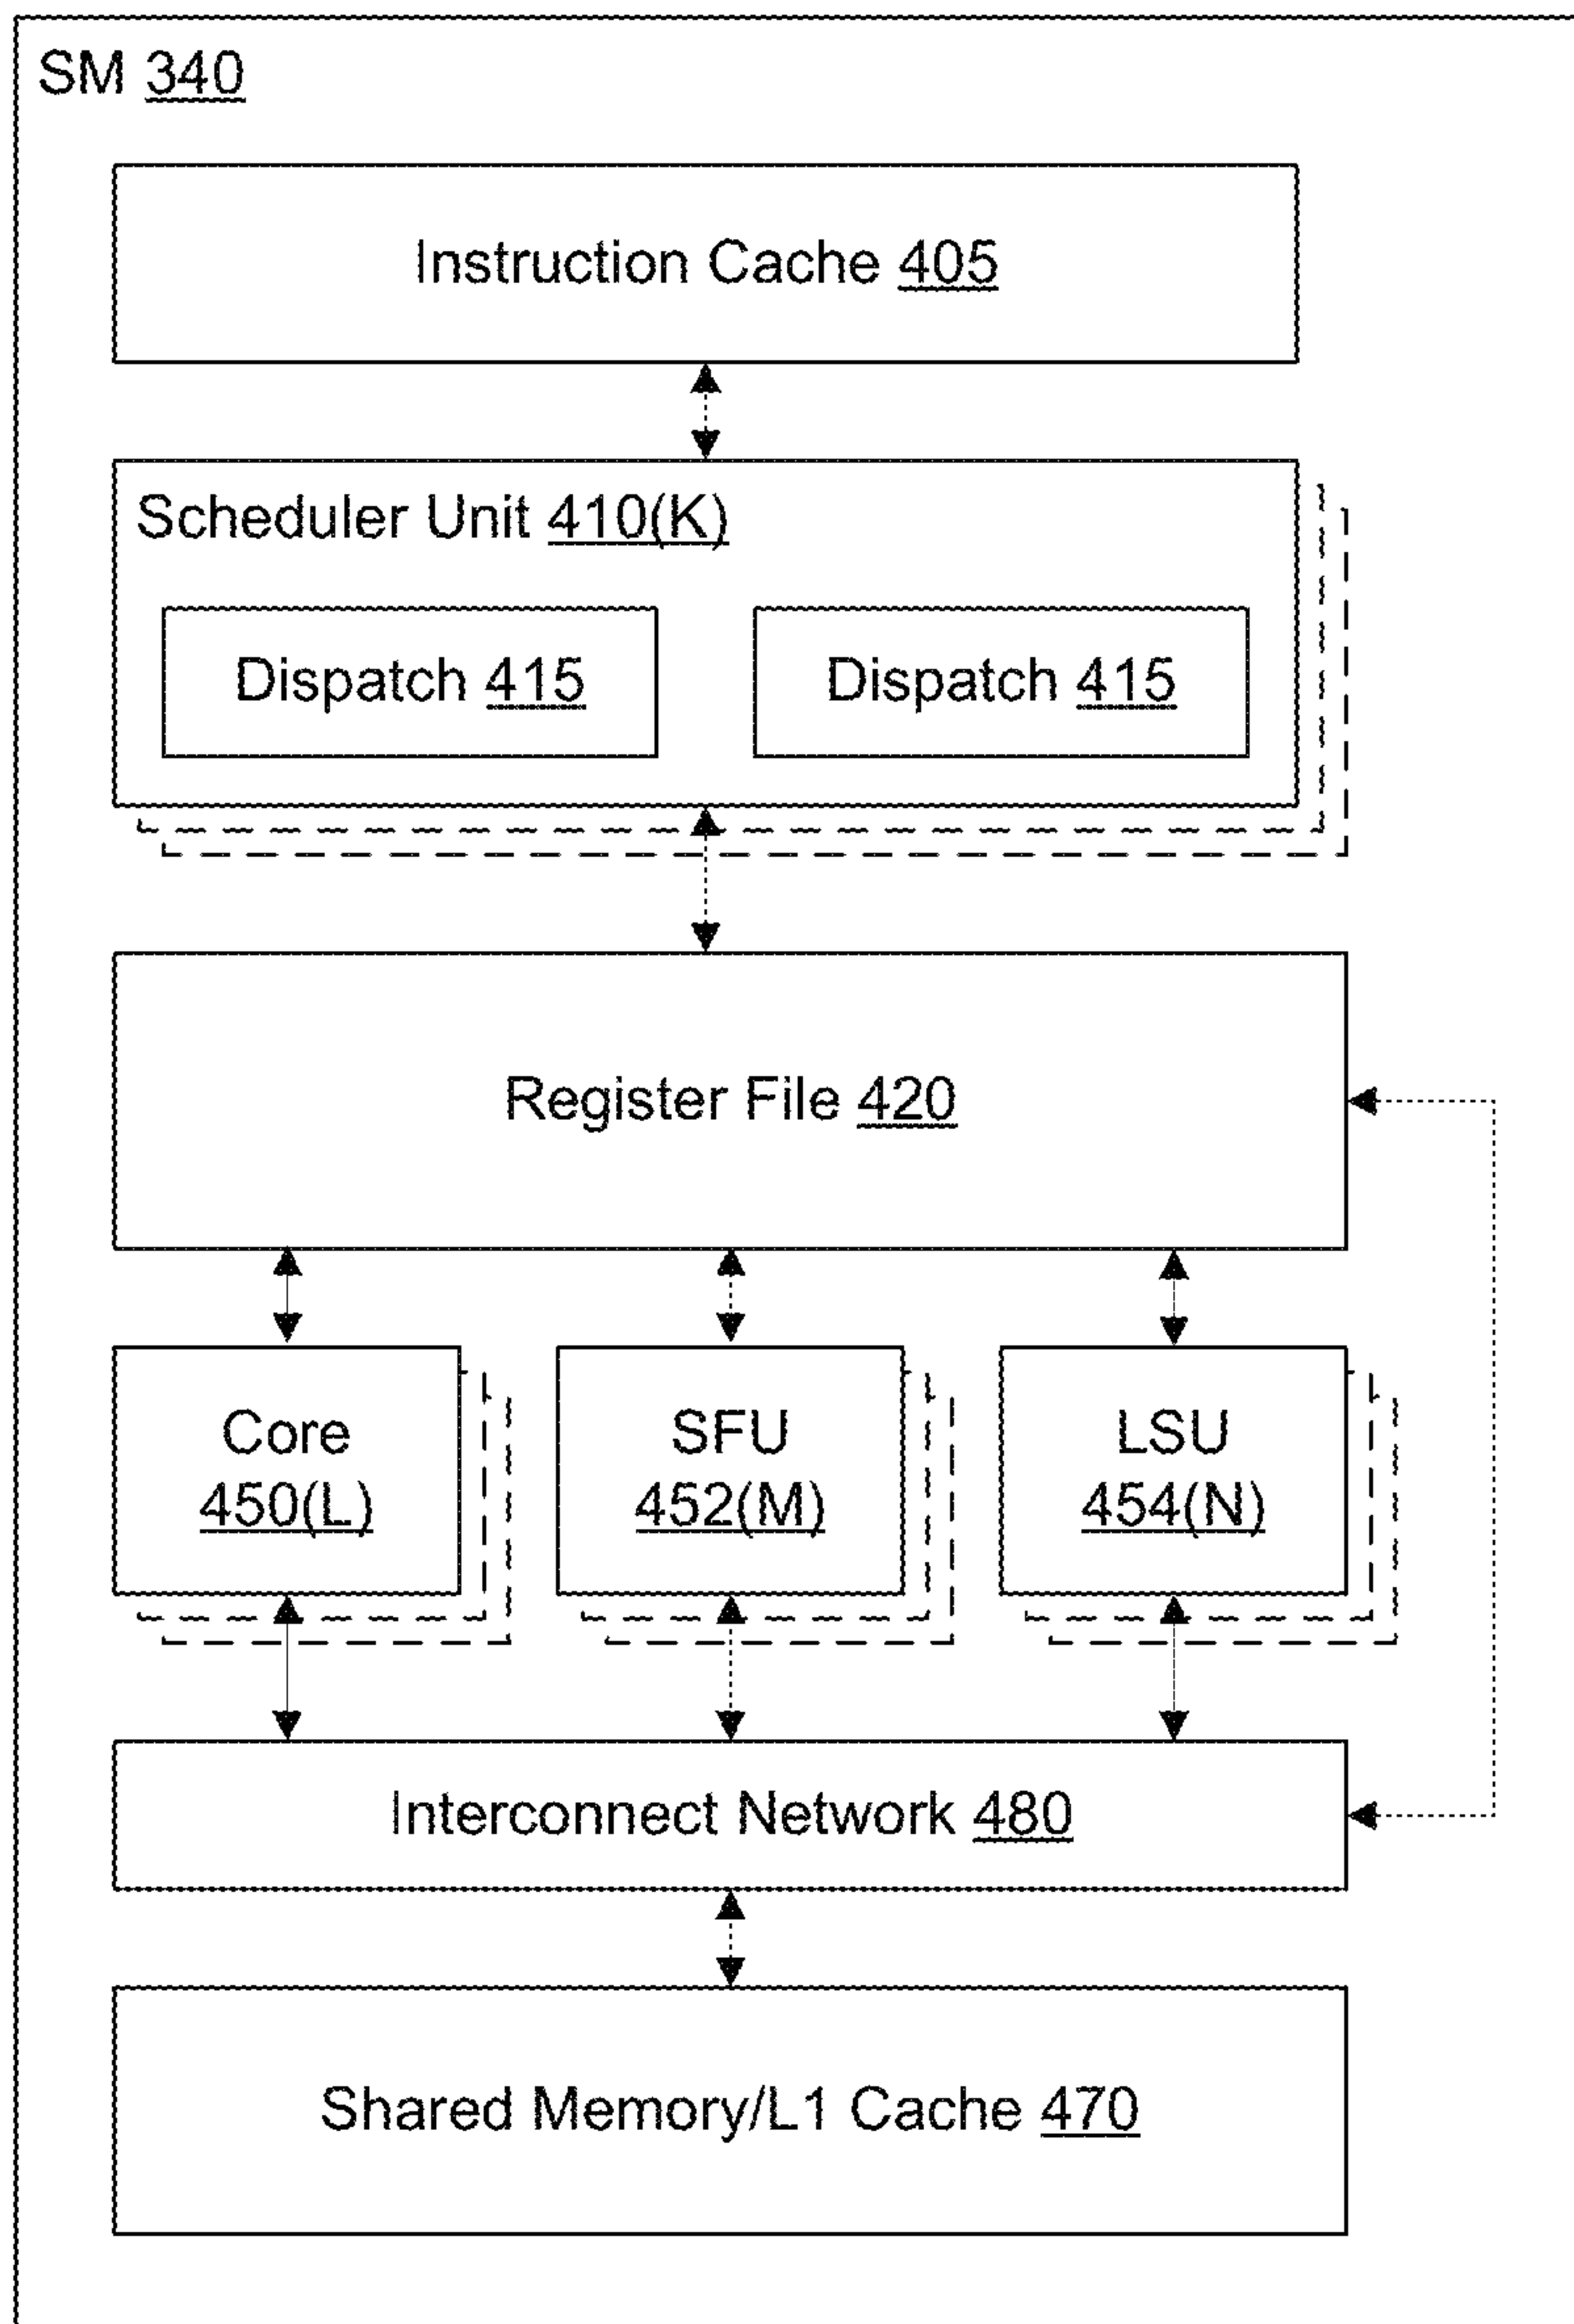 SM 340
Instruction Cache 405
Scheduler Unit 410(K)
Dispatch 415
Dispatch 415
Register File 420
Core
450(L)
SFU
452(M)
LSU
454(N)
Interconnect Network 480
Shared Memory/L1 Cache 470